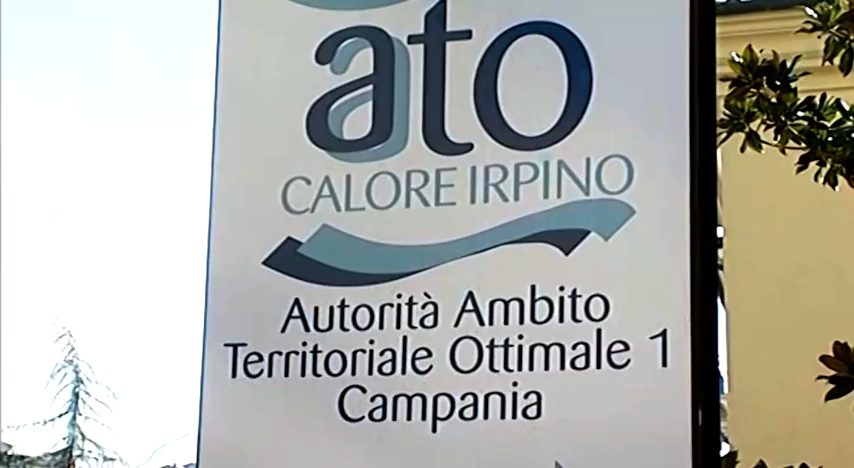 ato
CALORE IRPINO
Autorità Ambito
Territoriale Ottimale 1
Campania